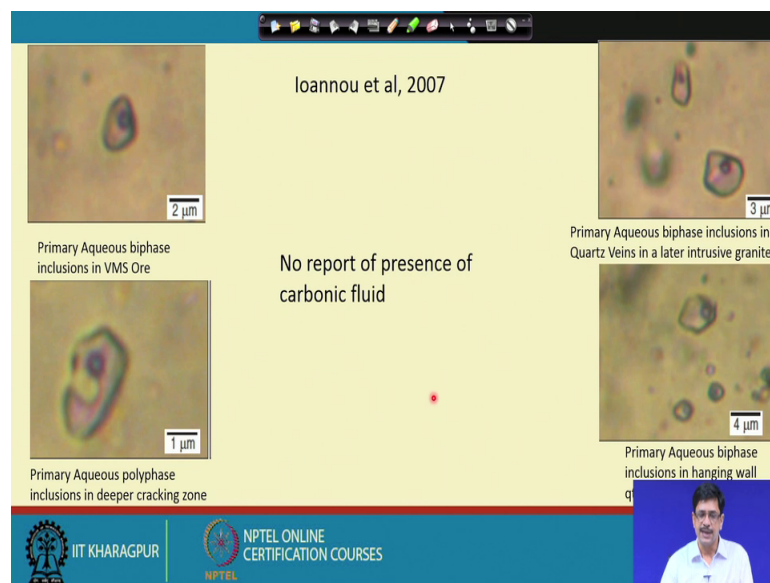 Ioannou et al, 2007
2 μm
Primary Aqueous biphase
inclusions in VMS Ore
3 μm
Primary Aqueous biphase inclusions in
Quartz Veins in a later intrusive granite
No report of presence of
carbonic fluid
1 μm
Primary Aqueous polyphase
inclusions in deeper cracking zone
4 μm
Primary Aqueous biphase
inclusions in hanging wall
IIT KHARAGPUR
NPTEL
NPTEL ONLINE
CERTIFICATION COURSES